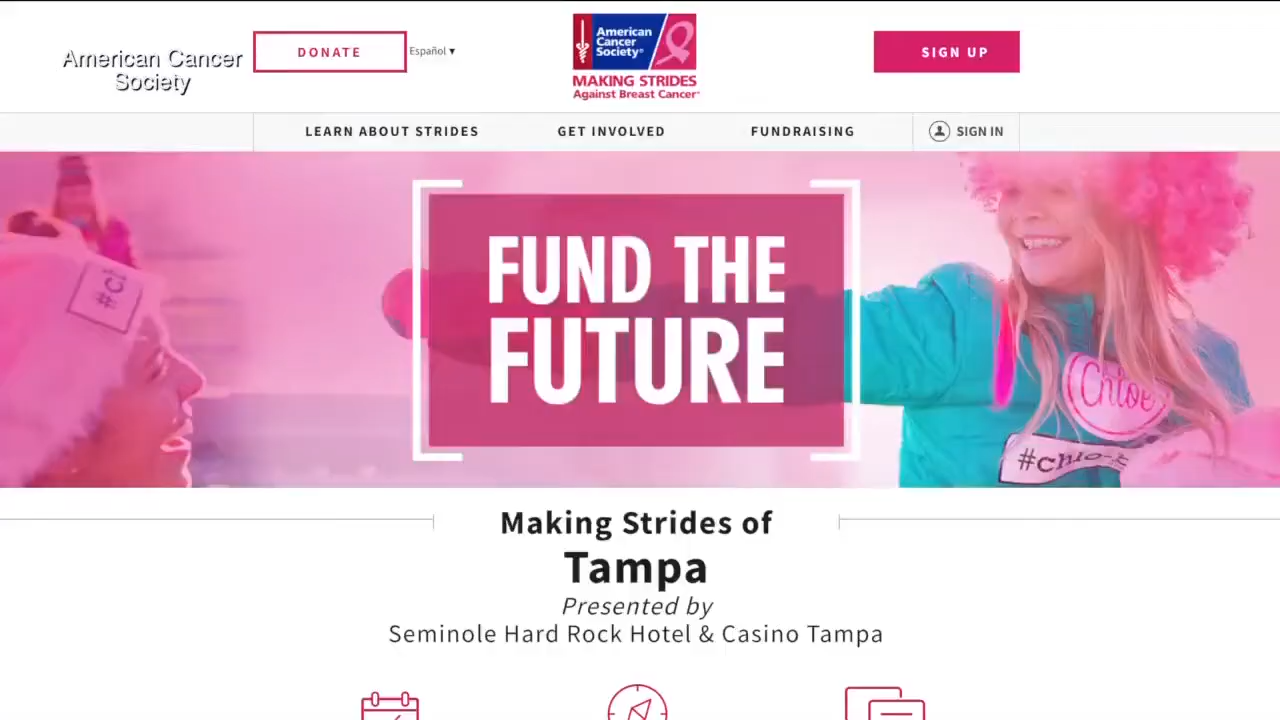 American Cancer
Society
DONATE
Español ▾
American
Cancer
Society®
MAKING STRIDES
Against Breast Cancer®
SIGN UP
LEARN ABOUT STRIDES
GET INVOLVED
FUNDRAISING
SIGN IN
#c
FUND THE
FUTURE
Chloe
#chlo-
Making Strides of
Tampa
Presented by
Seminole Hard Rock Hotel & Casino Tampa